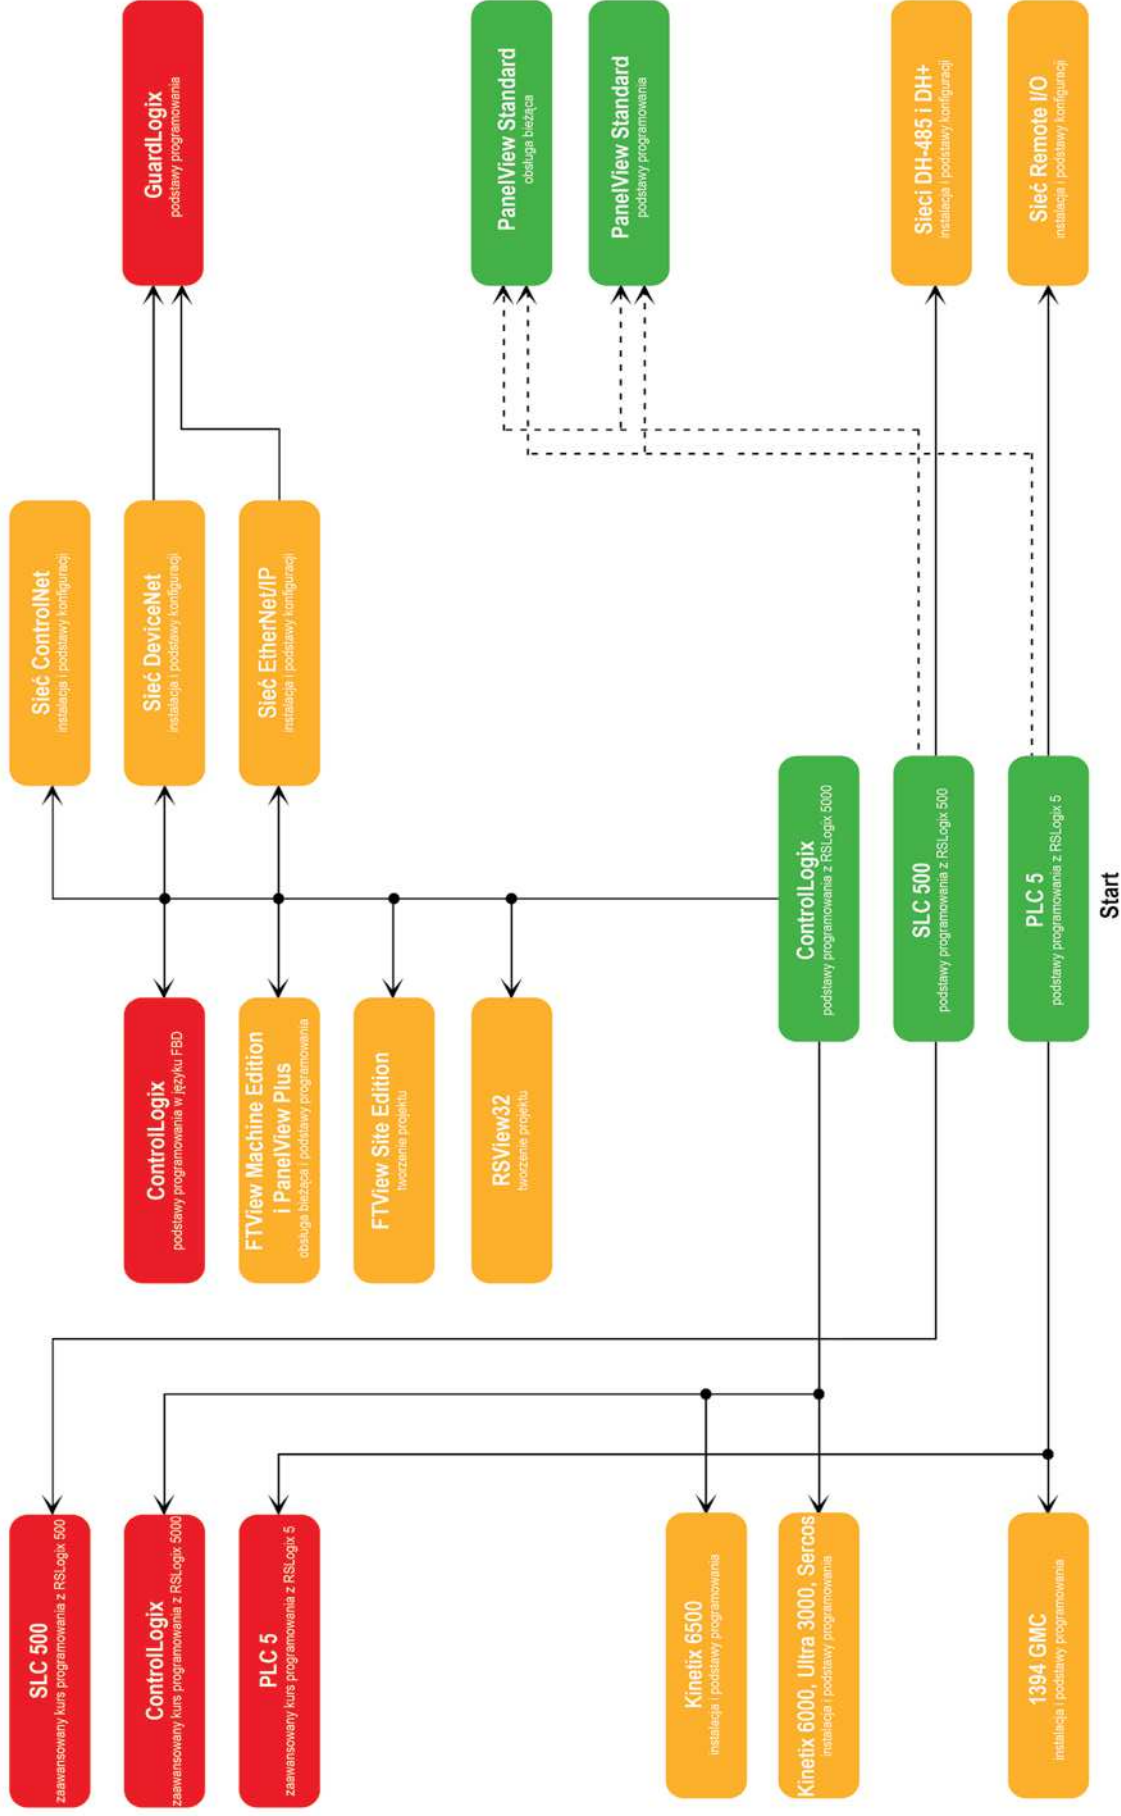 SLC 500
zaawansowany kurs programowania z RSLogix 500
ControlLogix
zaawansowany kurs programowania z RSLogix 5000
PLC 5
zaawansowany kurs programowania z RSLogix 5
Kinetix 6500
instalacja i podstawy programowania
Kinetix 6000, Ultra 3000, Sercos
instalacja i podstawy programowania
1394 GMC
instalacja i podstawy programowania
ControlLogix
podstawy programowania w języku FBD
FTView Machine Edition
i PanelView Plus
obsługa bieżąca i podstawy programowania
FTView Site Edition
tworzenie projektu
RSView32
tworzenie projektu
ControlLogix
podstawy programowania z RSLogix 5000
SLC 500
podstawy programowania z RSLogix 500
PLC 5
podstawy programowania z RSLogix 5
Start
Sieć ControlNet
instalacja i podstawy konfiguracji
Sieć DeviceNet
instalacja i podstawy konfiguracji
Sieć EtherNet/IP
instalacja i podstawy konfiguracji
GuardLogix
podstawy programowania
PanelView Standard
obsługa bieżąca
PanelView Standard
podstawy programowania
Sieci DH-485 i DH+
instalacja i podstawy konfiguracji
Sieć Remote I/O
instalacja i podstawy konfiguracji